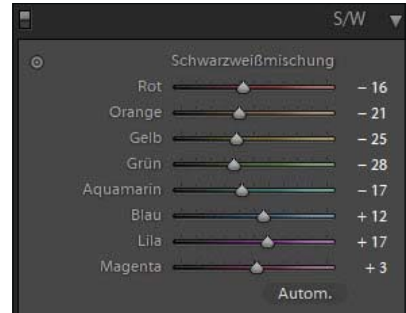 S/W
Schwarzweißmischung
Rot – 16
Orange – 21
Gelb – 25
Grün – 28
Aquamarin – 17
Blau + 12
Lila + 17
Magenta + 3
Autom.